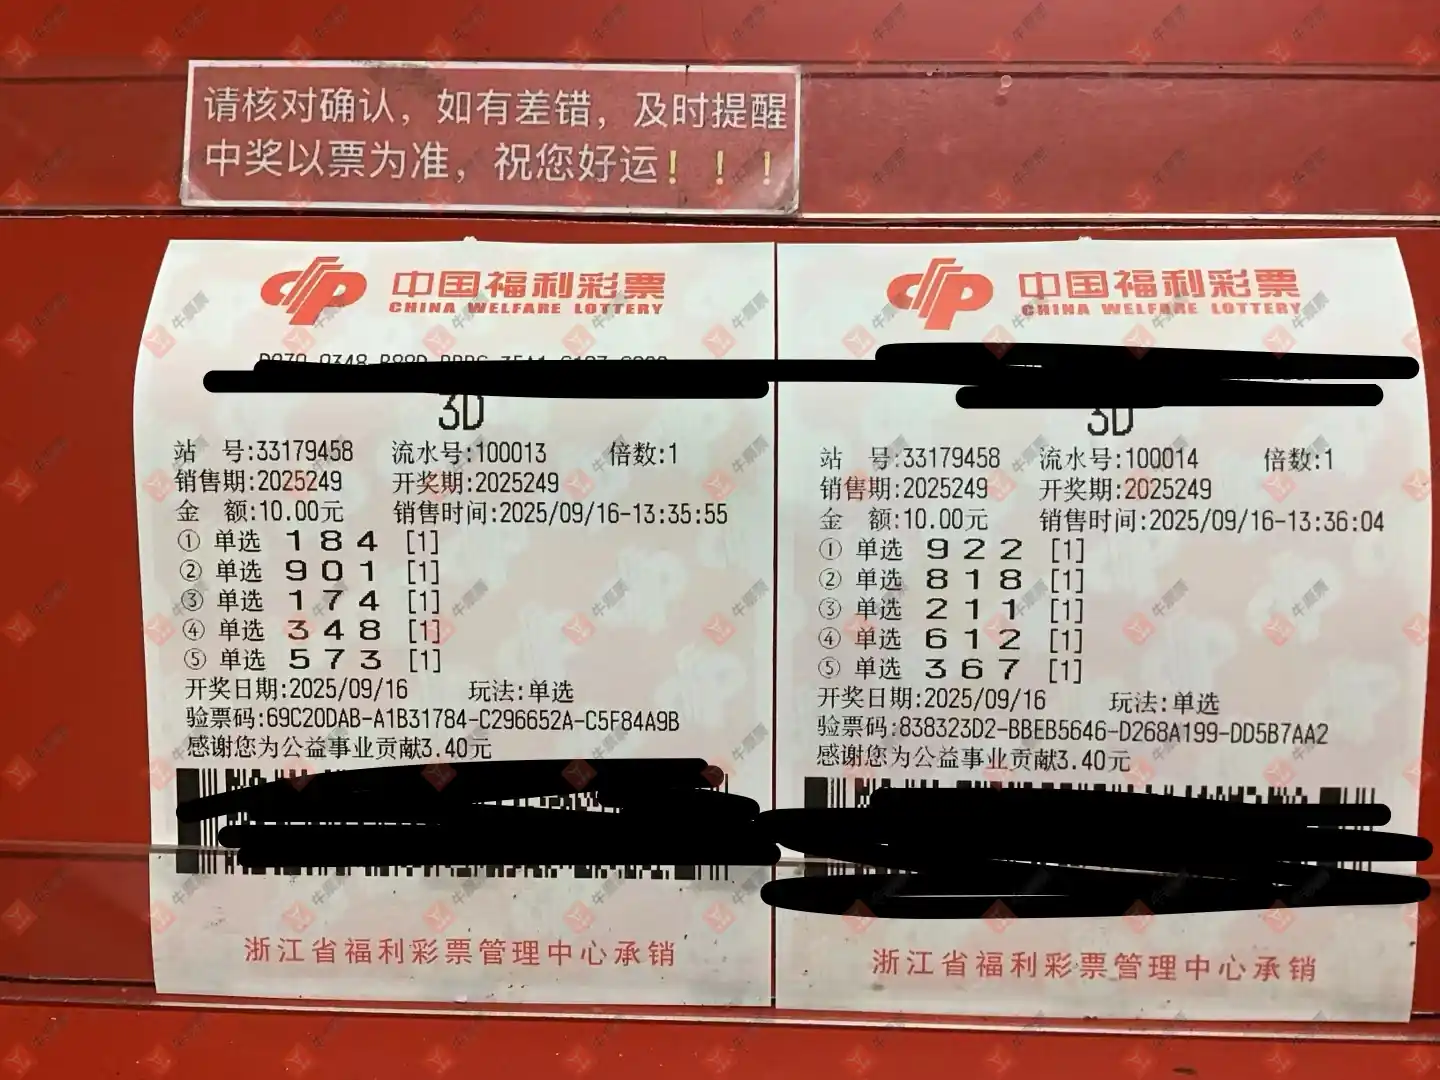 请核对确认，如有差错，及时提醒
中奖以票为准，祝您好运！！！
中国福利彩票
CHINA WELFARE LOTTERY
3D
站 号:33179458 流水号:100013 倍数:1
销售期:2025249 开奖期:2025249
金 额:10.00元 销售时间:2025/09/16-13:35:55
① 单选 1 8 4 [1]
② 单选 9 0 1 [1]
③ 单选 1 7 4 [1]
④ 单选 3 4 8 [1]
⑤ 单选 5 7 3 [1]
开奖日期:2025/09/16 玩法:单选
验票码:69C20DAB-A1B31784-C296652A-C5F84A9B
感谢您为公益事业贡献3.40元
浙江省福利彩票管理中心承销
中国福利彩票
CHINA WELFARE LOTTERY
3D
站 号:33179458 流水号:100014 倍数:1
销售期:2025249 开奖期:2025249
金 额:10.00元 销售时间:2025/09/16-13:36:04
① 单选 9 2 2 [1]
② 单选 8 1 8 [1]
③ 单选 2 1 1 [1]
④ 单选 6 1 2 [1]
⑤ 单选 3 6 7 [1]
开奖日期:2025/09/16 玩法:单选
验票码:838323D2-BBEB5646-D268A199-DD5B7AA2
感谢您为公益事业贡献3.40元
浙江省福利彩票管理中心承销